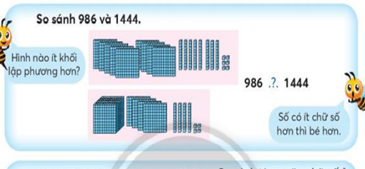 So sánh 986 và 1444.
Hình nào ít khối
lập phương hơn?
986 .?. 1444
Số có ít chữ số
hơn thì bé hơn.